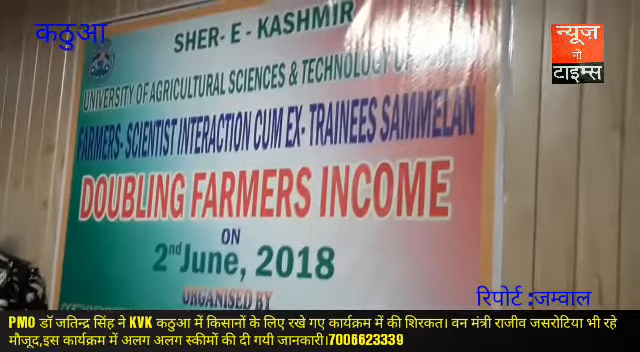 कठुआ
न्यूज़
नी
टाइम्स
SHER- E - KASHMIR
UNIVERSITY OF AGRICULTURAL SCIENCES & TECHNOLOGY OF
FARMERS- SCIENTIST INTERACTION CUM EX- TRAINEES SAMMELAN
DOUBLING FARMERS INCOME
ON
2nd June, 2018
ORGANISED BY
रिपोर्ट :जम्वाल
PMO डॉ जतिन्द्र सिंह ने KVK कठुआ में किसानों के लिए रखे गए कार्यक्रम में की शिरकत। वन मंत्री राजीव जसरोटिया भी रहे
मौजूद,इस कार्यक्रम में अलग अलग स्कीमों की दी गयी जानकारी।7006623339